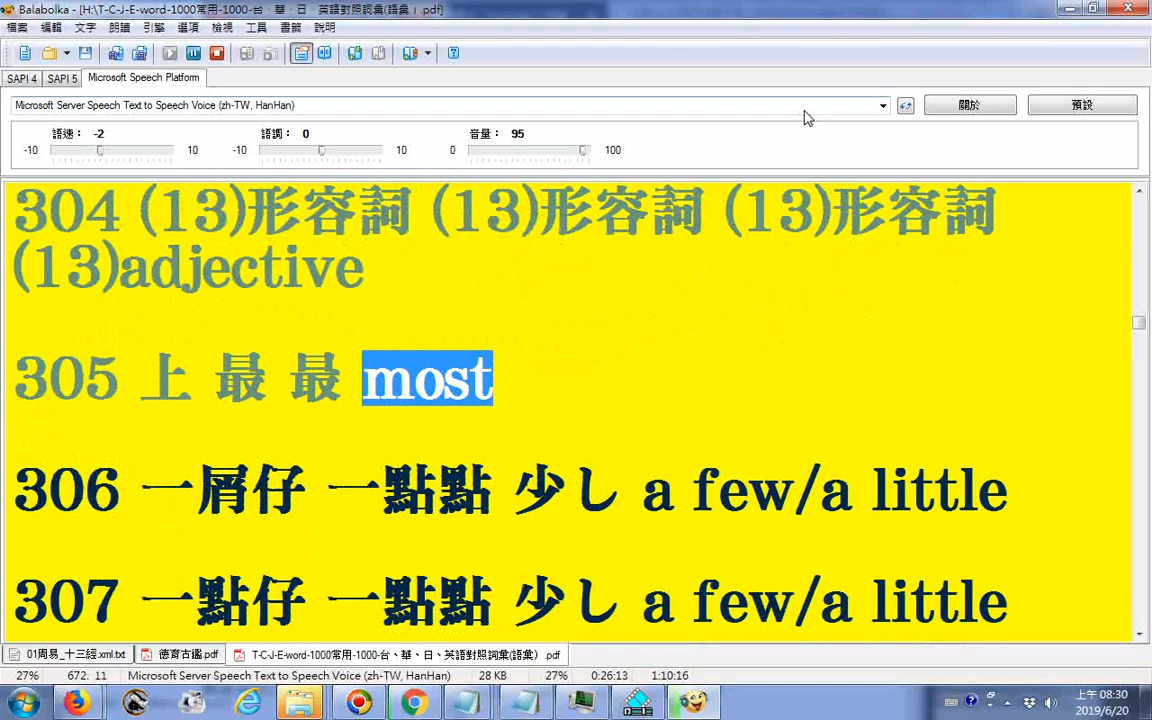 Balabolka - [H:\T-C-J-E-word-1000常用-1000-台、華、日、英語對照詞彙(語彙).pdf]
檔案 編輯 文字 朗讀 引擎 選項 檢視 工具 書籤 說明
SAPI 4 SAPI 5 Microsoft Speech Platform
Microsoft Server Speech Text to Speech Voice (zh-TW, HanHan) 關於 預設
語速： -2 語調： 0 音量： 95
-10 10 -10 10 0 100
304 (13)形容詞 (13)形容詞 (13)形容詞
(13)adjective
305 上 最 最 most
306 一屑仔 一點點 少し a few/a little
307 一點仔 一點點 少し a few/a little
01周易_十三經.xml.txt 德育古鑑.pdf T-C-J-E-word-1000常用-1000-台、華、日、英語對照詞彙(語彙) .pdf
27% 672. 11 Microsoft Server Speech Text to Speech Voice (zh-TW, HanHan) 28 KB 27% 0:26:13 1:10:16
上午 08:30
2019/6/20